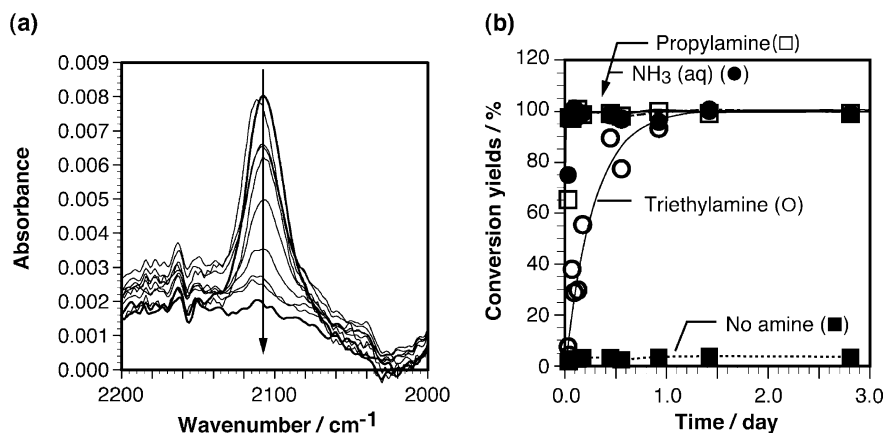 (a)
Absorbance
0.009
0.008
0.007
0.006
0.005
0.004
0.003
0.002
0.001
0.000
2200
2100
2000
Wavenumber / cm⁻¹
(b)
Conversion yields / %
120
100
80
60
40
20
0
Propylamine (□)
NH₃ (aq) (●)
Triethylamine (○)
No amine (■)
0.0
1.0
2.0
3.0
Time / day